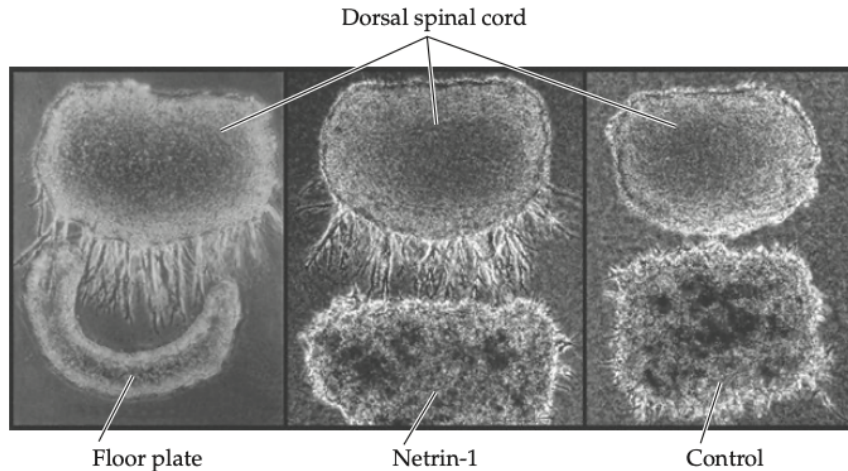 Dorsal spinal cord
Floor plate
Netrin-1
Control